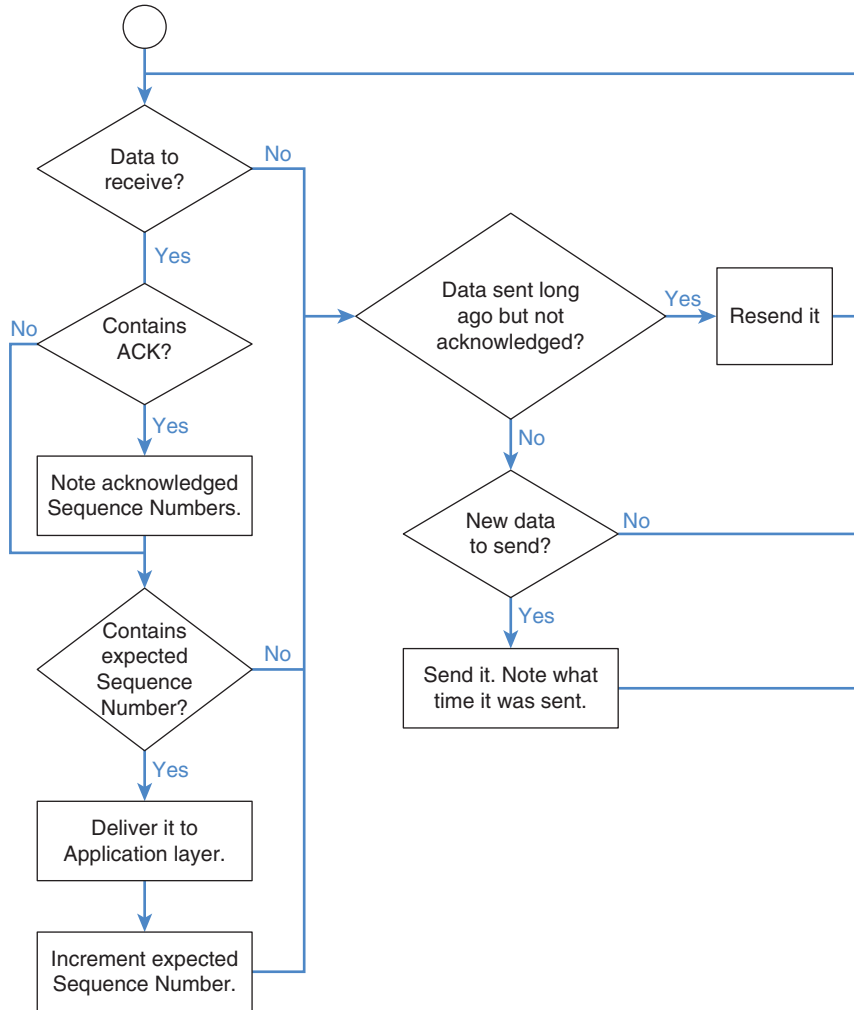 Data to
receive?
No
Yes
Contains
ACK?
No
Yes
Note acknowledged
Sequence Numbers.
Contains
expected
Sequence
Number?
No
Yes
Deliver it to
Application layer.
Increment expected
Sequence Number.
Data sent long
ago but not
acknowledged?
Yes
Resend it
No
New data
to send?
No
Yes
Send it. Note what
time it was sent.